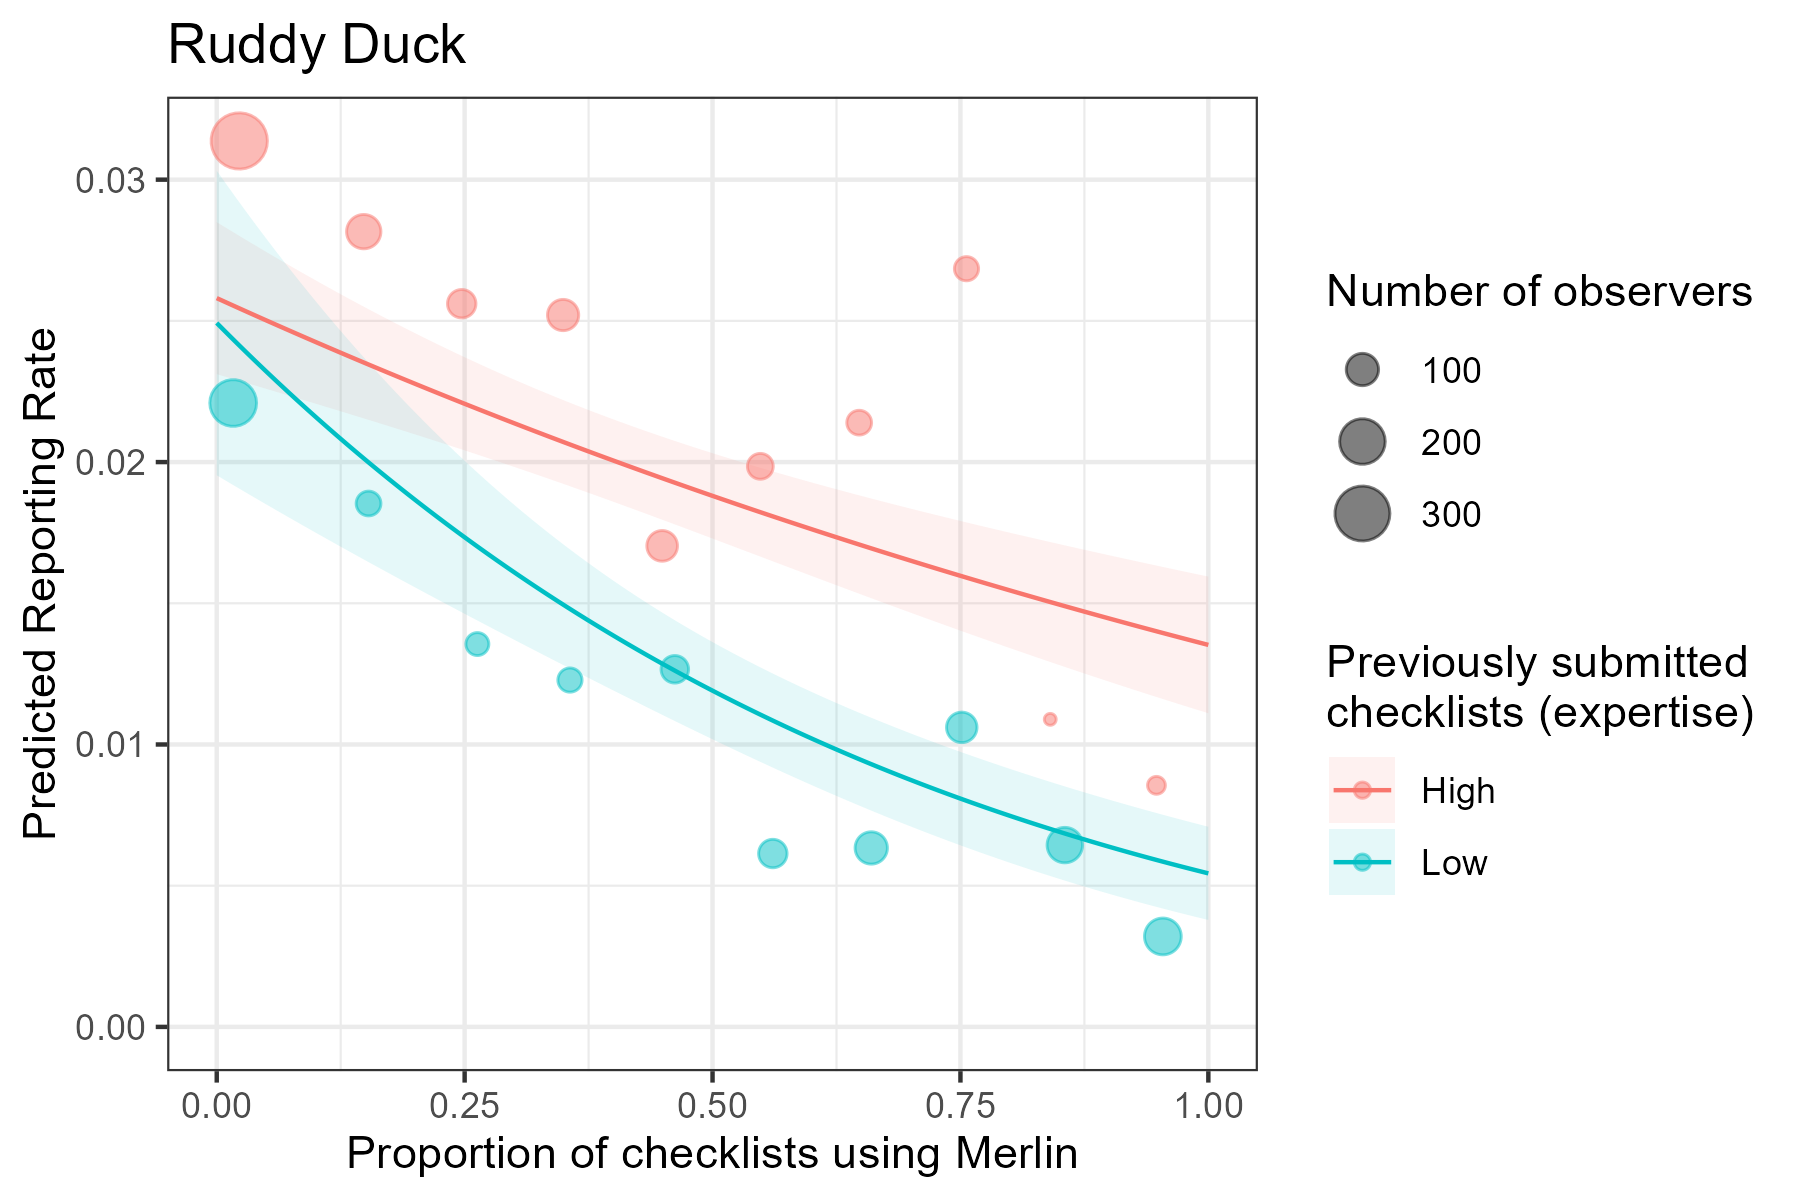 Ruddy Duck
Predicted Reporting Rate
0.03
0.02
0.01
0.00
0.00 0.25 0.50 0.75 1.00
Proportion of checklists using Merlin
Number of observers
100
200
300
Previously submitted
checklists (expertise)
High
Low